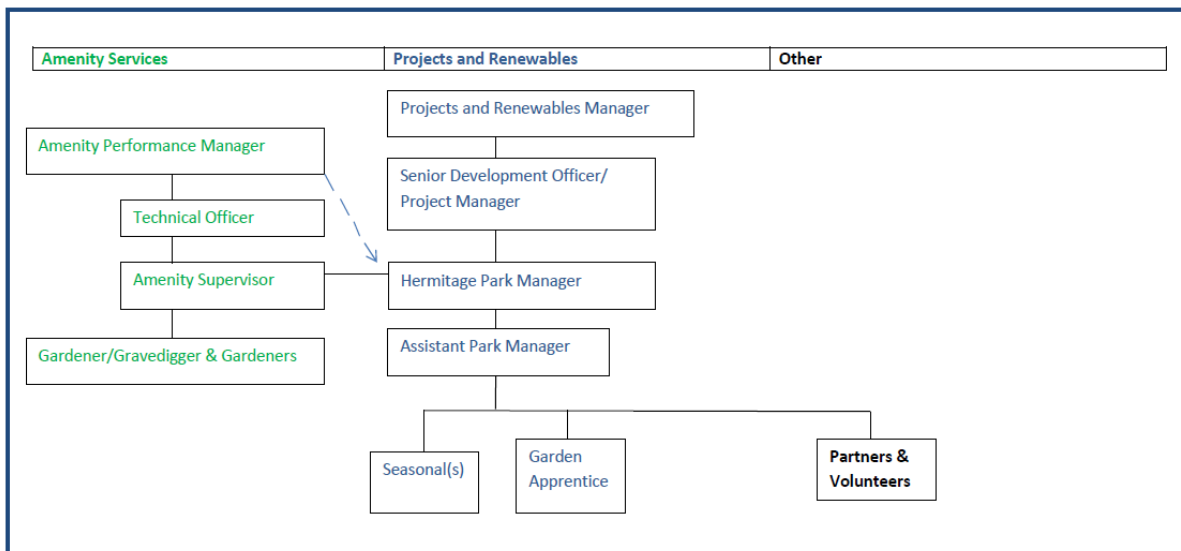 Amenity Services
Projects and Renewables
Other
Projects and Renewables Manager
Amenity Performance Manager
Senior Development Officer/
Project Manager
Technical Officer
Amenity Supervisor
Hermitage Park Manager
Gardener/Gravedigger & Gardeners
Assistant Park Manager
Seasonal(s)
Garden
Apprentice
Partners &
Volunteers